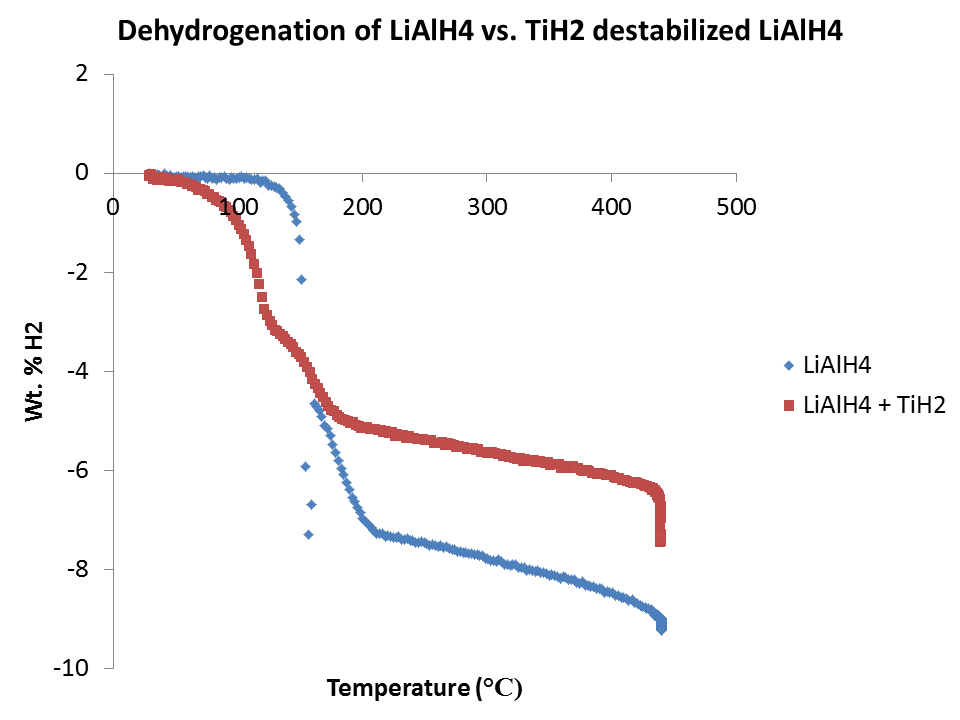 Dehydrogenation of LiAlH4 vs. TiH2 destabilized LiAlH4
2
0
0 100 200 300 400 500
-2
-4
-6
-8
-10
Wt. % H2
LiAlH4
LiAlH4 + TiH2
Temperature (°C)